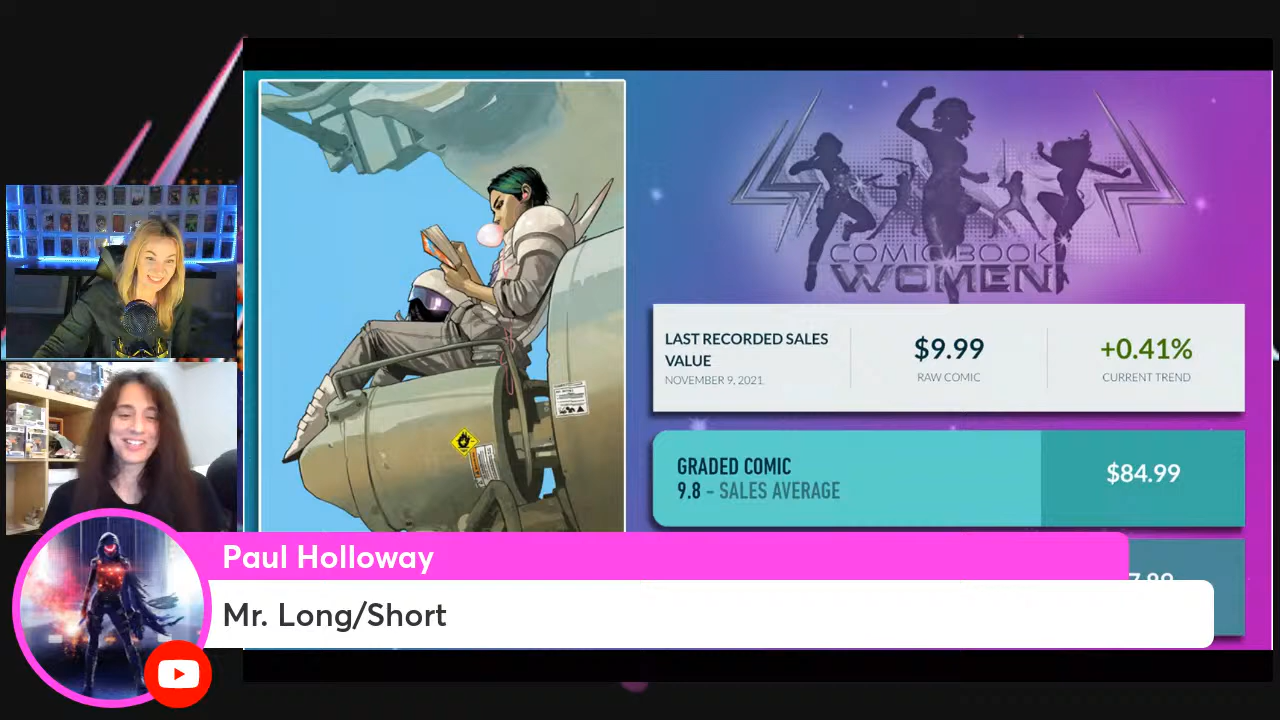 COMIC BOOK
WOMEN
LAST RECORDED SALES
VALUE
NOVEMBER 9, 2021
$9.99
RAW COMIC
+0.41%
CURRENT TREND
GRADED COMIC
9.8 - SALES AVERAGE
$84.99
Paul Holloway
Mr. Long/Short